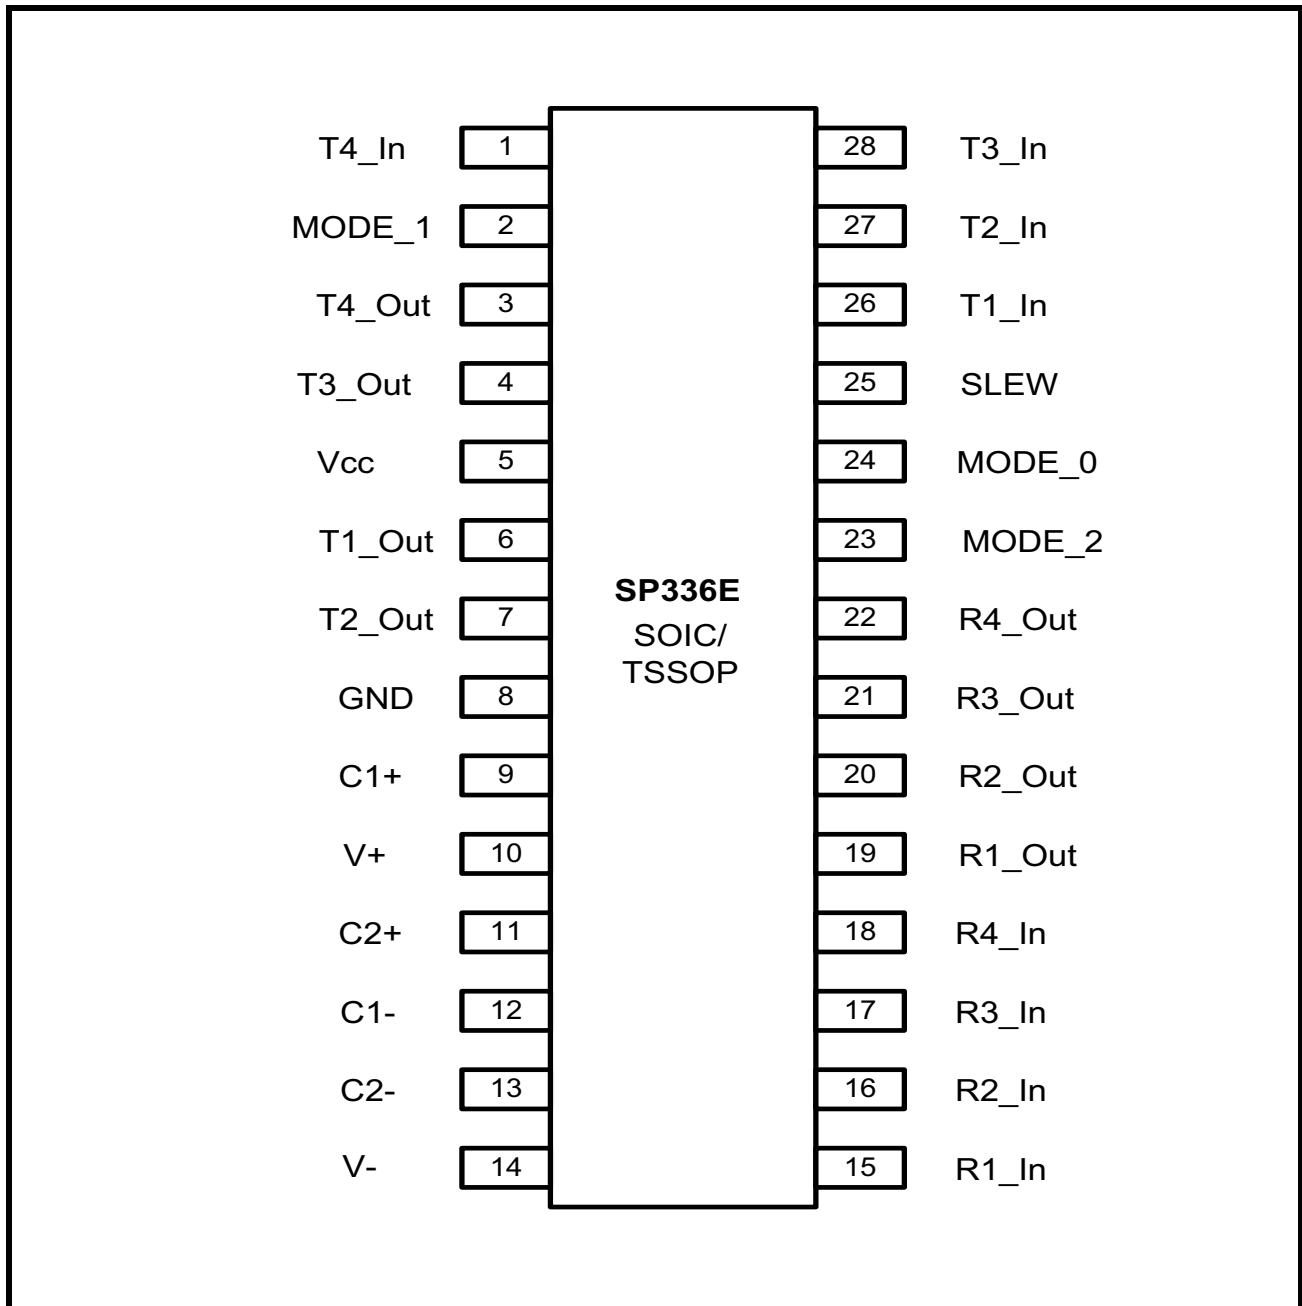 T4_In 1 28 T3_In
MODE_1 2 27 T2_In
T4_Out 3 26 T1_In
T3_Out 4 25 SLEW
Vcc 5 24 MODE_0
T1_Out 6 23 MODE_2
SP336E
T2_Out 7 22 R4_Out
SOIC/
TSSOP
GND 8 21 R3_Out
C1+ 9 20 R2_Out
V+ 10 19 R1_Out
C2+ 11 18 R4_In
C1- 12 17 R3_In
C2- 13 16 R2_In
V- 14 15 R1_In